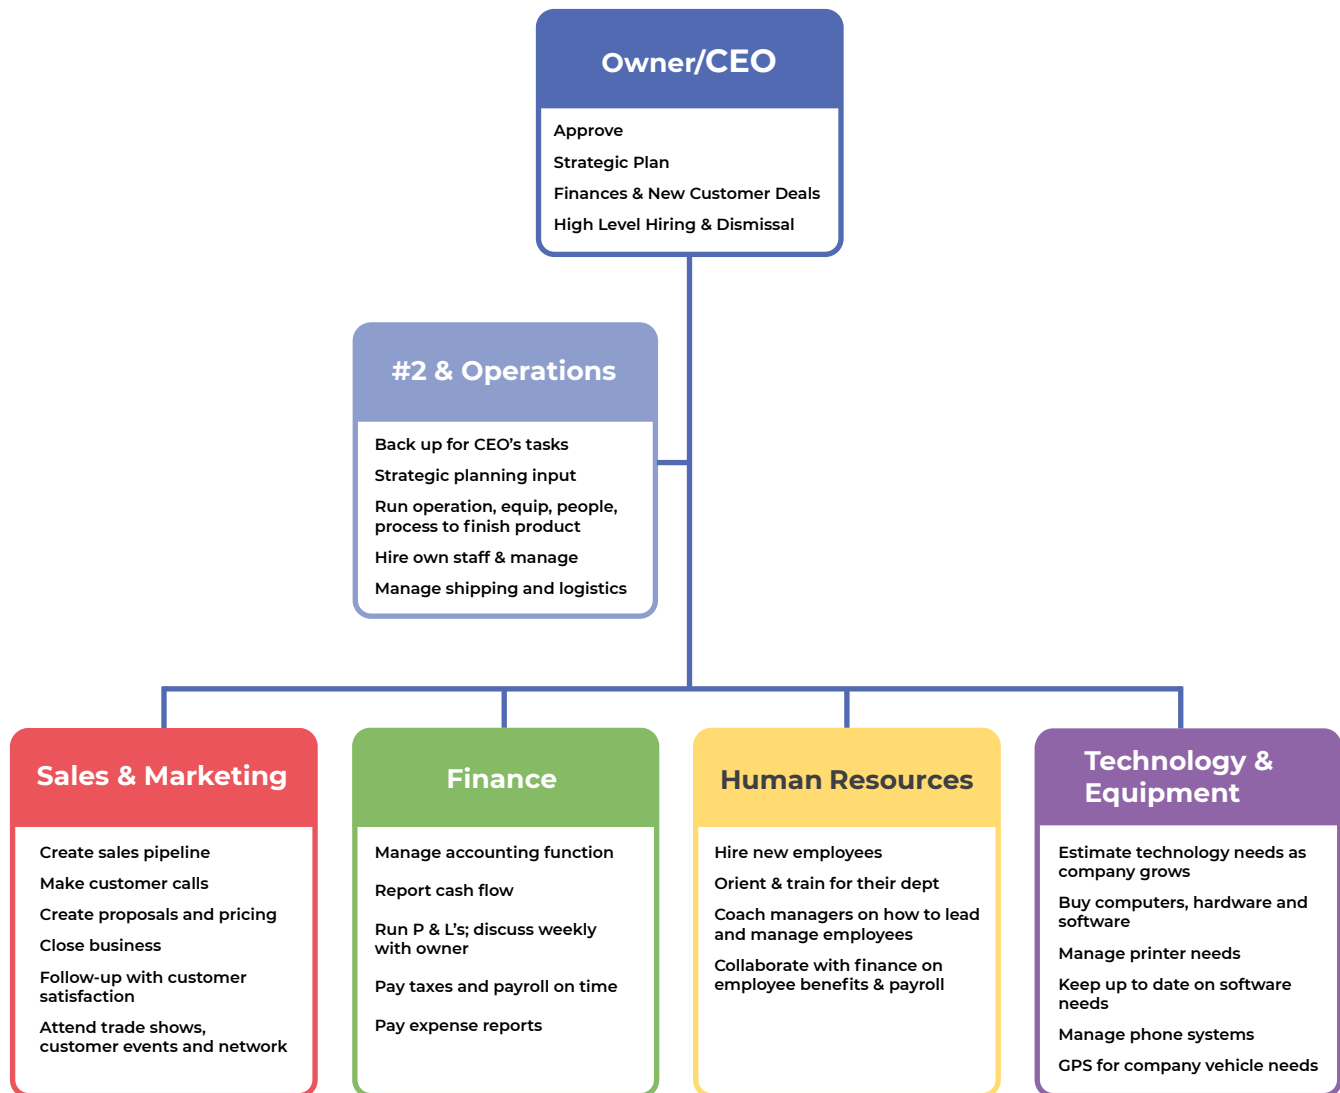 Owner/CEO
Approve
Strategic Plan
Finances & New Customer Deals
High Level Hiring & Dismissal
#2 & Operations
Back up for CEO’s tasks
Strategic planning input
Run operation, equip, people,
process to finish product
Hire own staff & manage
Manage shipping and logistics
Sales & Marketing
Create sales pipeline
Make customer calls
Create proposals and pricing
Close business
Follow-up with customer
satisfaction
Attend trade shows,
customer events and network
Finance
Manage accounting function
Report cash flow
Run P & L’s; discuss weekly
with owner
Pay taxes and payroll on time
Pay expense reports
Human Resources
Hire new employees
Orient & train for their dept
Coach managers on how to lead
and manage employees
Collaborate with finance on
employee benefits & payroll
Technology &
Equipment
Estimate technology needs as
company grows
Buy computers, hardware and
software
Manage printer needs
Keep up to date on software
needs
Manage phone systems
GPS for company vehicle needs